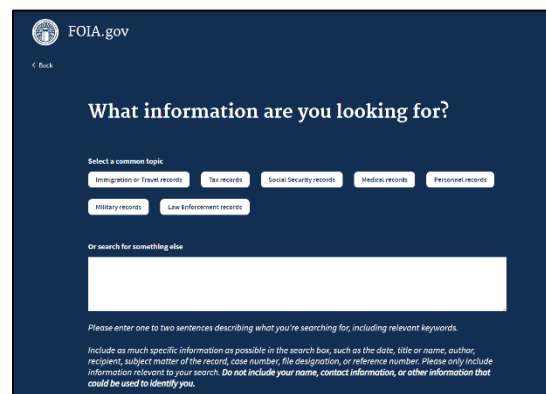 FOIA.gov
< Back
What information are you looking for?
Select a common topic
Immigration or Travel records Tax records Social Security records Medical records Personnel records
Military records Law Enforcement records
Or search for something else
Please enter one to two sentences describing what you're searching for, including relevant keywords.
Include as much specific information as possible in the search box, such as the date, title or name, author,
recipient, subject matter of the record, case number, file designation, or reference number. Please only include
information relevant to your search. Do not include your name, contact information, or other information that
could be used to identify you.